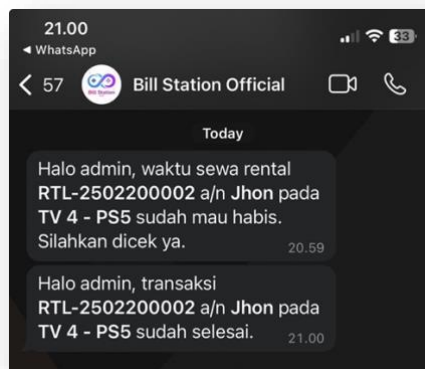 21.00
33
WhatsApp
57
Bill Station Official
Today
Halo admin, waktu sewa rental
RTL-2502200002 a/n Jhon pada
TV 4 - PS5 sudah mau habis.
Silahkan dicek ya.
20.59
Halo admin, transaksi
RTL-2502200002 a/n Jhon pada
TV 4 - PS5 sudah selesai.
21.00